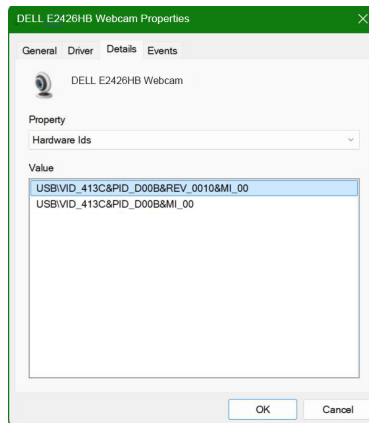 DELL E2426HB Webcam Properties
General Driver Details Events
DELL E2426HB Webcam
Property
Hardware Ids
Value
USB\VID_413C&PID_D00B&REV_0010&MI_00
USB\VID_413C&PID_D00B&MI_00
OK Cancel